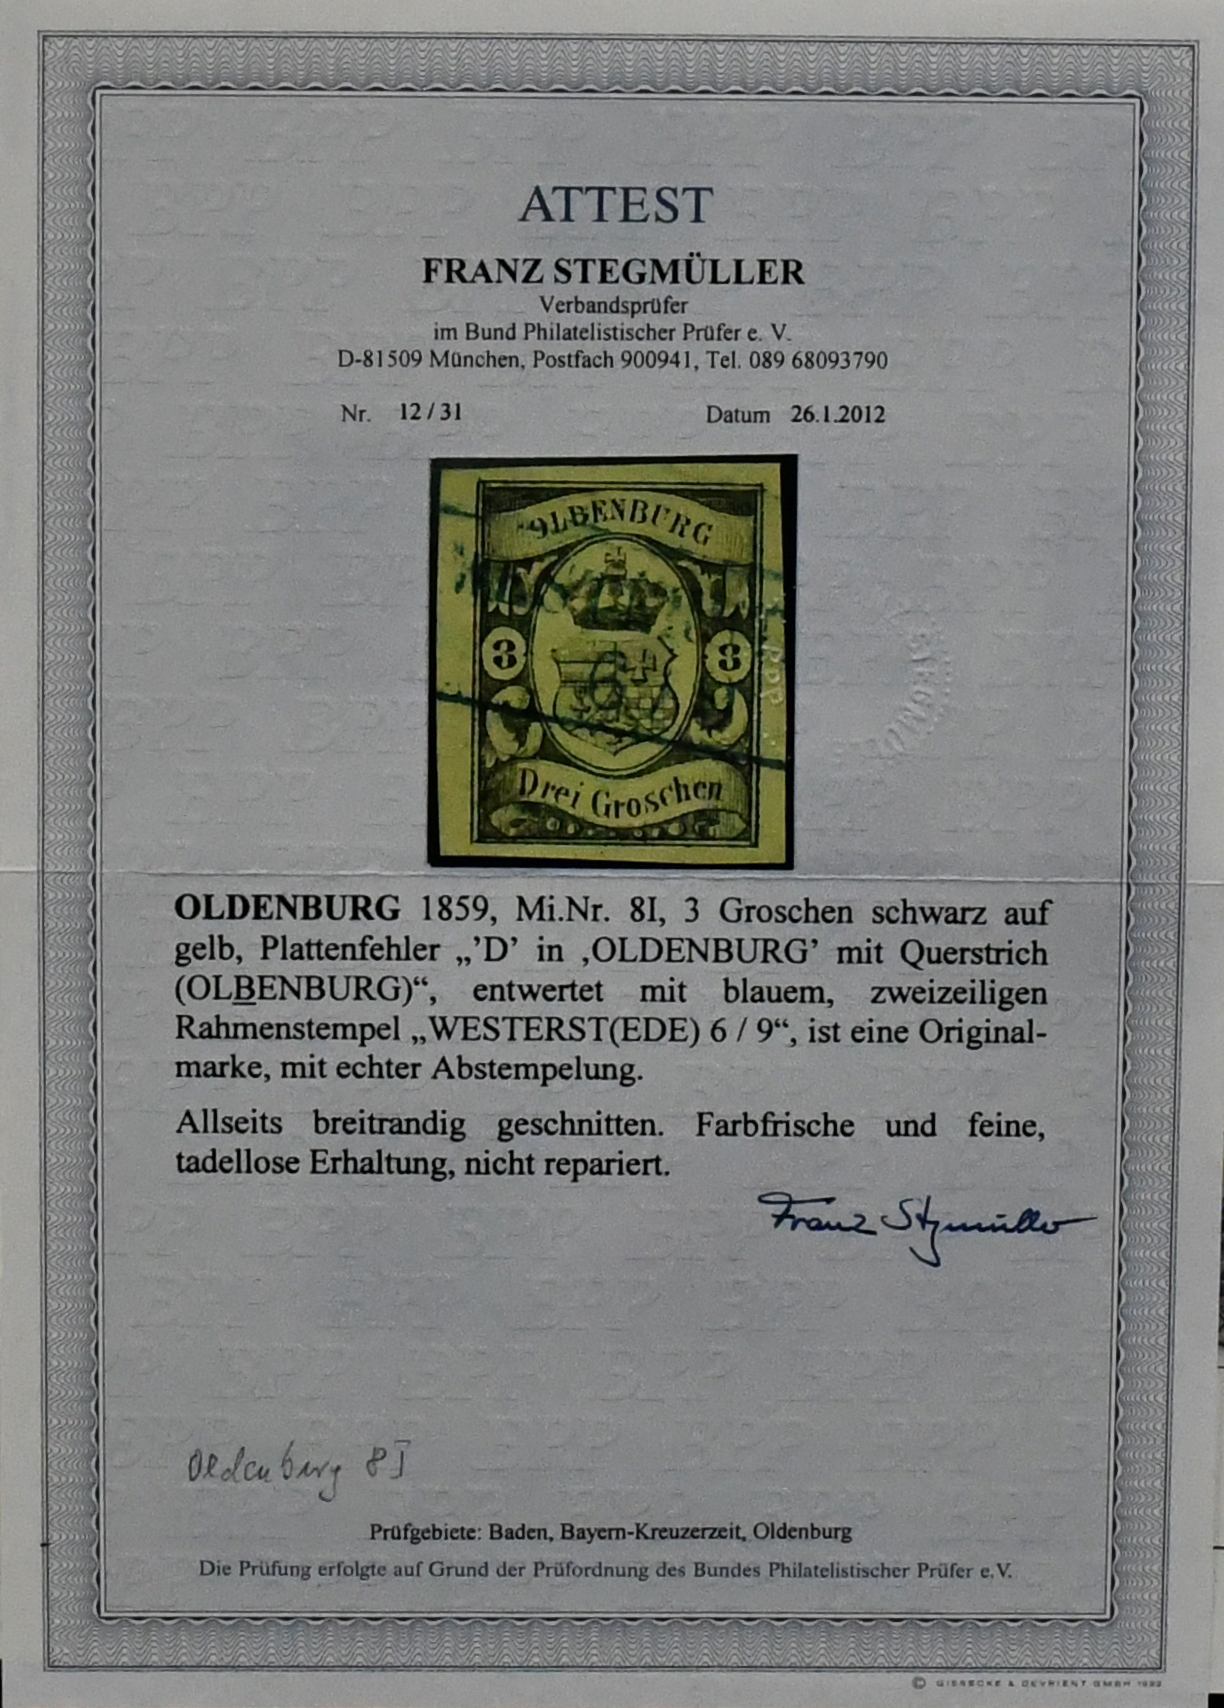 ATTEST
FRANZ STEGMÜLLER
Verbandsprüfer
im Bund Philatelistischer Prüfer e. V.
D-81509 München, Postfach 900941, Tel. 089 68093790
Nr. 12/31 Datum 26.1.2012
OLBENBURG
3 3
Drei Groschen
OLDENBURG 1859, Mi.Nr. 8I, 3 Groschen schwarz auf
gelb, Plattenfehler „'D' in ‚OLDENBURG' mit Querstrich
(OLBENBURG)“, entwertet mit blauem, zweizeiligen
Rahmenstempel „WESTERST(EDE) 6 / 9“, ist eine Original-
marke, mit echter Abstempelung.
Allseits breitrandig geschnitten. Farbfrische und feine,
tadellose Erhaltung, nicht repariert.
Franz Stegmüller
Oldenburg 8I
Prüfgebiete: Baden, Bayern-Kreuzerzeit, Oldenburg
Die Prüfung erfolgte auf Grund der Prüfordnung des Bundes Philatelistischer Prüfer e.V.
© GIESECKE & DEVRIENT GMBH